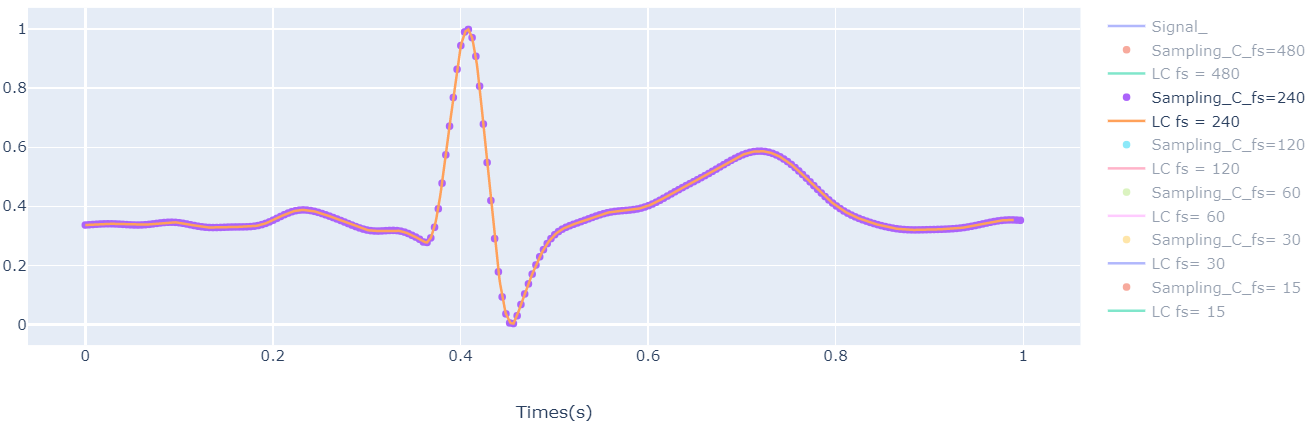 1
0.8
0.6
0.4
0.2
0
0
0.2
0.4
0.6
0.8
1
Times(s)
Signal_
Sampling_C_fs=480
LC fs = 480
Sampling_C_fs=240
LC fs = 240
Sampling_C_fs=120
LC fs = 120
Sampling_C_fs= 60
LC fs= 60
Sampling_C_fs= 30
LC fs= 30
Sampling_C_fs= 15
LC fs= 15